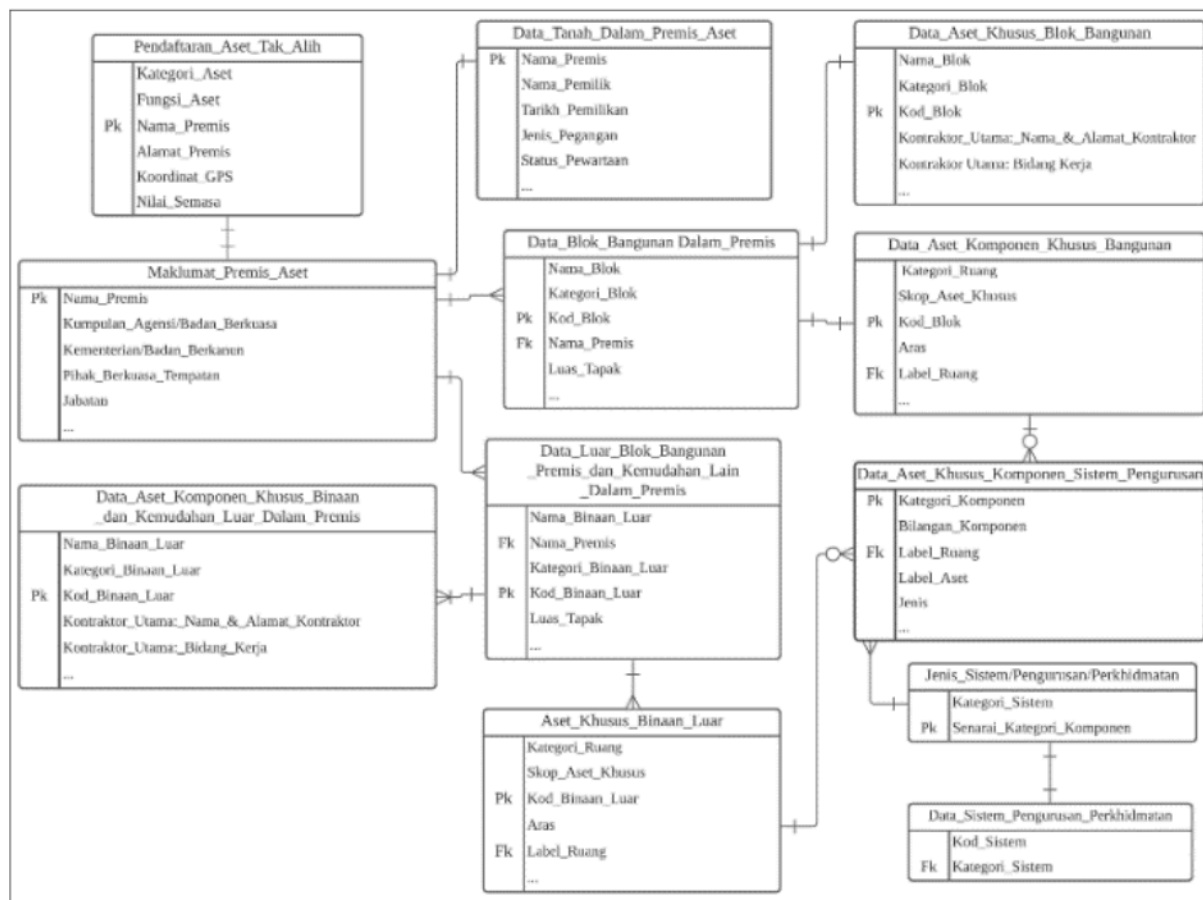 Pendaftaran_Aset_Tak_Alih
Kategori_Aset
Fungsi_Aset
Pk Nama_Premis
Alamat_Premis
Koordinat_GPS
Nilai_Semasa
Data_Tanah_Dalam_Premis_Aset
Pk Nama_Premis
Nama_Pemilik
Tarikh_Pemilikan
Jenis_Pegangan
Status_Pewartaan
...
Data_Aset_Khusus_Blok_Bangunan
Nama_Blok
Kategori_Blok
Pk Kod_Blok
Kontraktor_Utama:_Nama_&_Alamat_Kontraktor
Kontraktor Utama: Bidang Kerja
...
Maklumat_Premis_Aset
Pk Nama_Premis
Kumpulan_Agensi/Badan_Berkuasa
Kementerian/Badan_Berkanun
Pihak_Berkuasa_Tempatan
Jabatan
...
Data_Blok_Bangunan Dalam_Premis
Nama_Blok
Kategori_Blok
Pk Kod_Blok
Fk Nama_Premis
Luas_Tapak
...
Data_Aset_Komponen_Khusus_Bangunan
Kategori_Ruang
Skop_Aset_Khusus
Pk Kod_Blok
Aras
Fk Label_Ruang
...
Data_Aset_Komponen_Khusus_Binaan
_dan_Kemudahan_Luar_Dalam_Premis
Nama_Binaan_Luar
Kategori_Binaan_Luar
Pk Kod_Binaan_Luar
Kontraktor_Utama:_Nama_&_Alamat_Kontraktor
Kontraktor_Utama:_Bidang_Kerja
...
Data_Luar_Blok_Bangunan
_Premis_dan_Kemudahan_Lain
_Dalam_Premis
Nama_Binaan_Luar
Fk Nama_Premis
Kategori_Binaan_Luar
Pk Kod_Binaan_Luar
Luas_Tapak
...
Data_Aset_Khusus_Komponen_Sistem_Pengurusan
Pk Kategori_Komponen
Bilangan_Komponen
Fk Label_Ruang
Label_Aset
Jenis
...
Aset_Khusus_Binaan_Luar
Kategori_Ruang
Skop_Aset_Khusus
Pk Kod_Binaan_Luar
Aras
Fk Label_Ruang
...
Jenis_Sistem/Pengurusan/Perkhidmatan
Kategori_Sistem
Pk Senarai_Kategori_Komponen
Data_Sistem_Pengurusan_Perkhidmatan
Kod_Sistem
Fk Kategori_Sistem